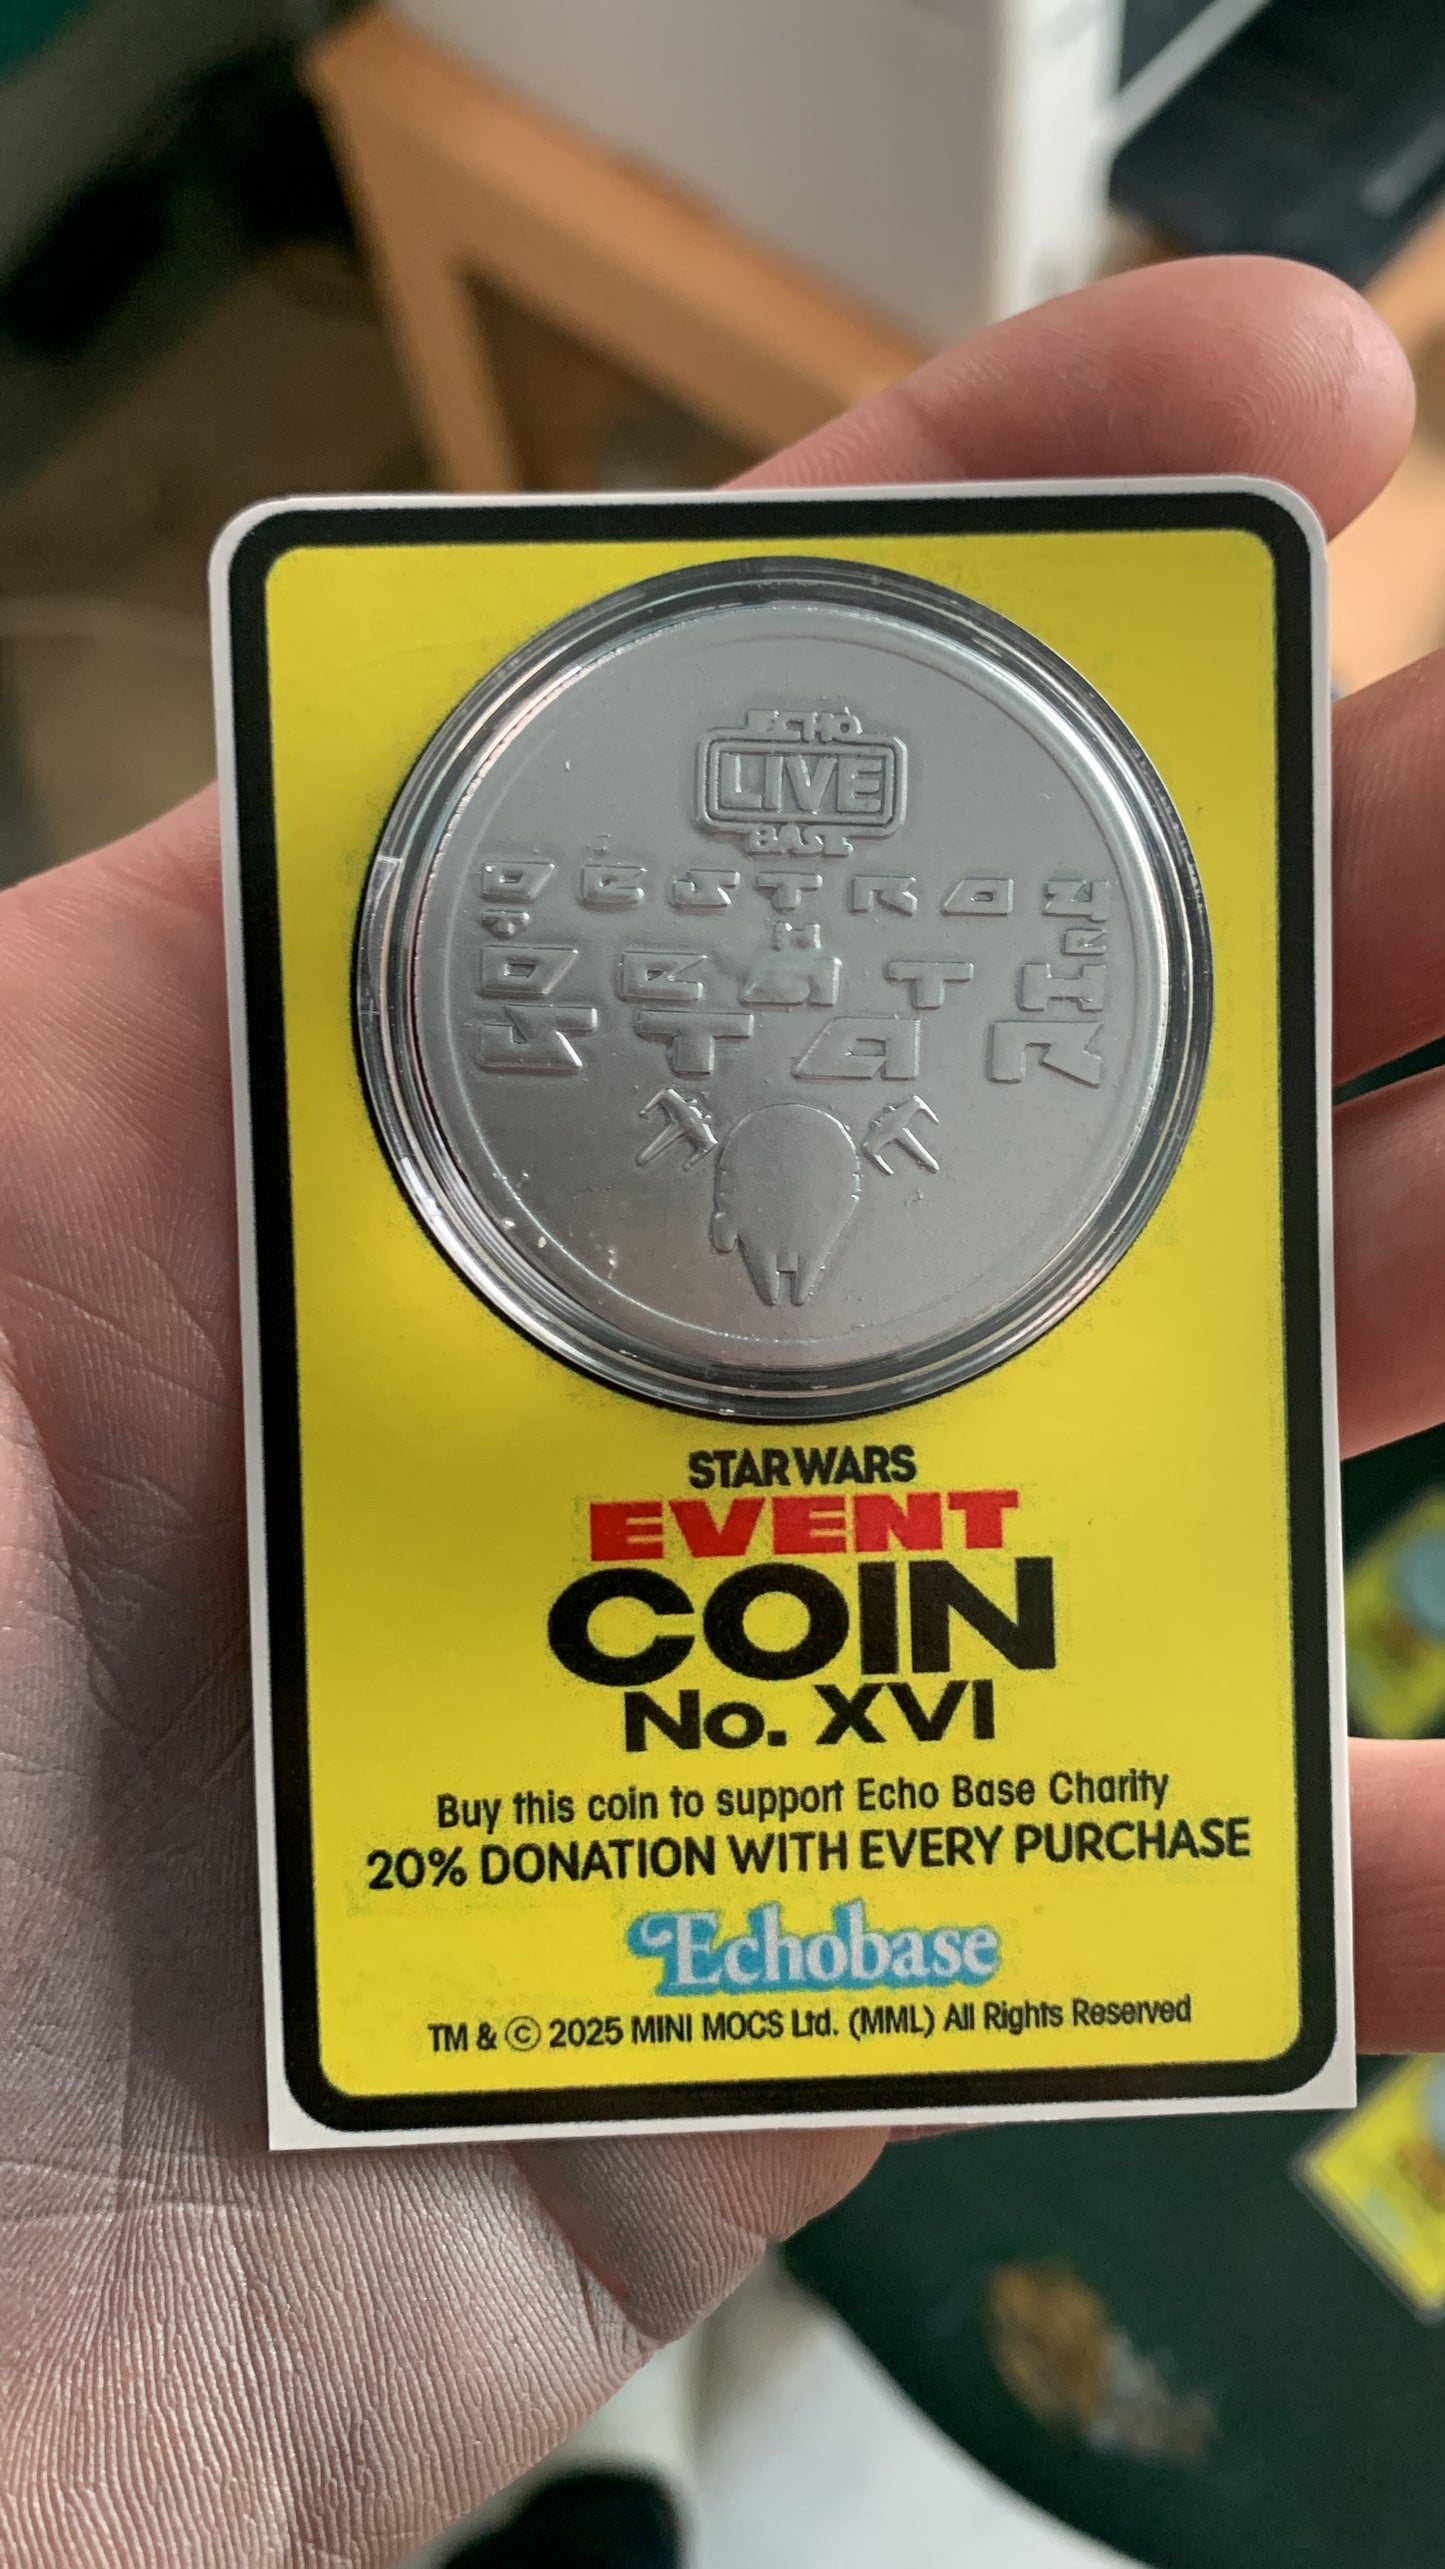 ECHO
LIVE
BASE
DESTROY
DEATH
STAR
STAR WARS
EVENT
COIN
No. XVI
Buy this coin to support Echo Base Charity
20% DONATION WITH EVERY PURCHASE
Echobase
TM & © 2025 MINI MOCS Ltd. (MML) All Rights Reserved